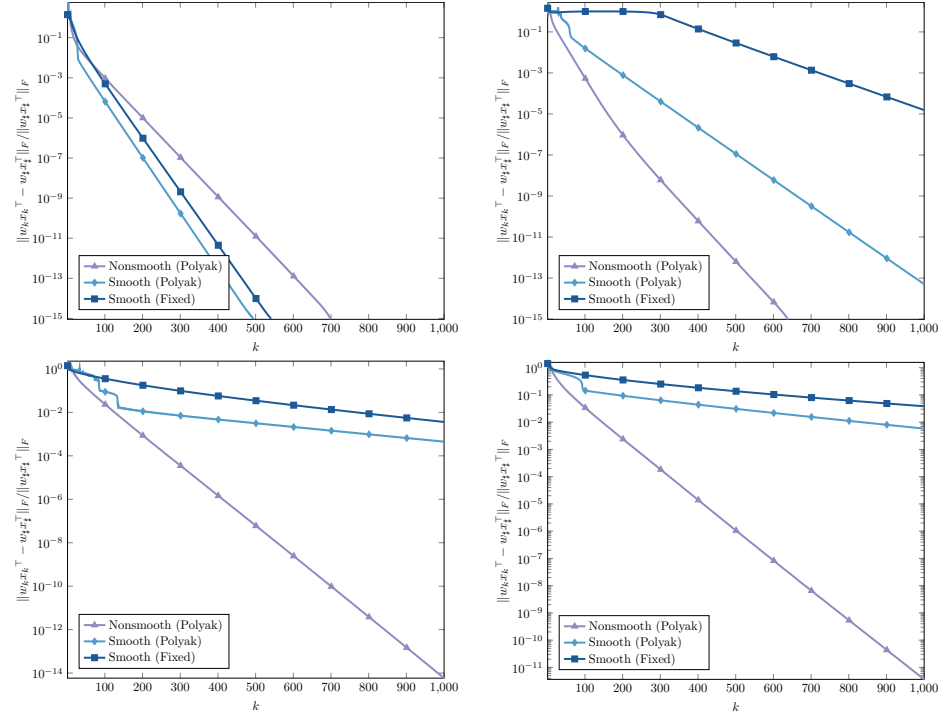 10⁻¹
10⁻³
10⁻⁵
10⁻⁷
10⁻⁹
10⁻¹¹
10⁻¹³
10⁻¹⁵
‖w_k x_k^⊤ − w_♯ x_♯^⊤‖_F / ‖w_♯ x_♯^⊤‖_F
Nonsmooth (Polyak)
Smooth (Polyak)
Smooth (Fixed)
100 200 300 400 500 600 700 800 900 1,000
k
10⁻¹
10⁻³
10⁻⁵
10⁻⁷
10⁻⁹
10⁻¹¹
10⁻¹³
10⁻¹⁵
‖w_k x_k^⊤ − w_♯ x_♯^⊤‖_F / ‖w_♯ x_♯^⊤‖_F
Nonsmooth (Polyak)
Smooth (Polyak)
Smooth (Fixed)
100 200 300 400 500 600 700 800 900 1,000
k
10⁰
10⁻²
10⁻⁴
10⁻⁶
10⁻⁸
10⁻¹⁰
10⁻¹²
10⁻¹⁴
‖w_k x_k^⊤ − w_♯ x_♯^⊤‖_F / ‖w_♯ x_♯^⊤‖_F
Nonsmooth (Polyak)
Smooth (Polyak)
Smooth (Fixed)
100 200 300 400 500 600 700 800 900 1,000
k
10⁰
10⁻¹
10⁻²
10⁻³
10⁻⁴
10⁻⁵
10⁻⁶
10⁻⁷
10⁻⁸
10⁻⁹
10⁻¹⁰
10⁻¹¹
‖w_k x_k^⊤ − w_♯ x_♯^⊤‖_F / ‖w_♯ x_♯^⊤‖_F
Nonsmooth (Polyak)
Smooth (Polyak)
Smooth (Fixed)
100 200 300 400 500 600 700 800 900 1,000
k